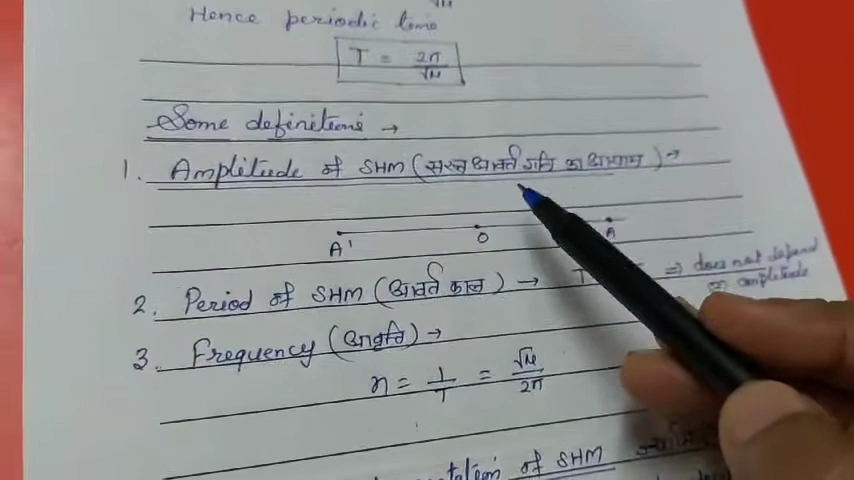 √μ
Hence periodic time
T = 2π/√μ
Some definitions →
1. Amplitude of SHM (सरल आवर्त गति का आयाम) →
A' O A
2. Period of SHM (आवर्त काल) → T ⇒ does not depend
on amplitude
3. Frequency (आवृत्ति) →
n = 1/T = √μ/2π
of SHM